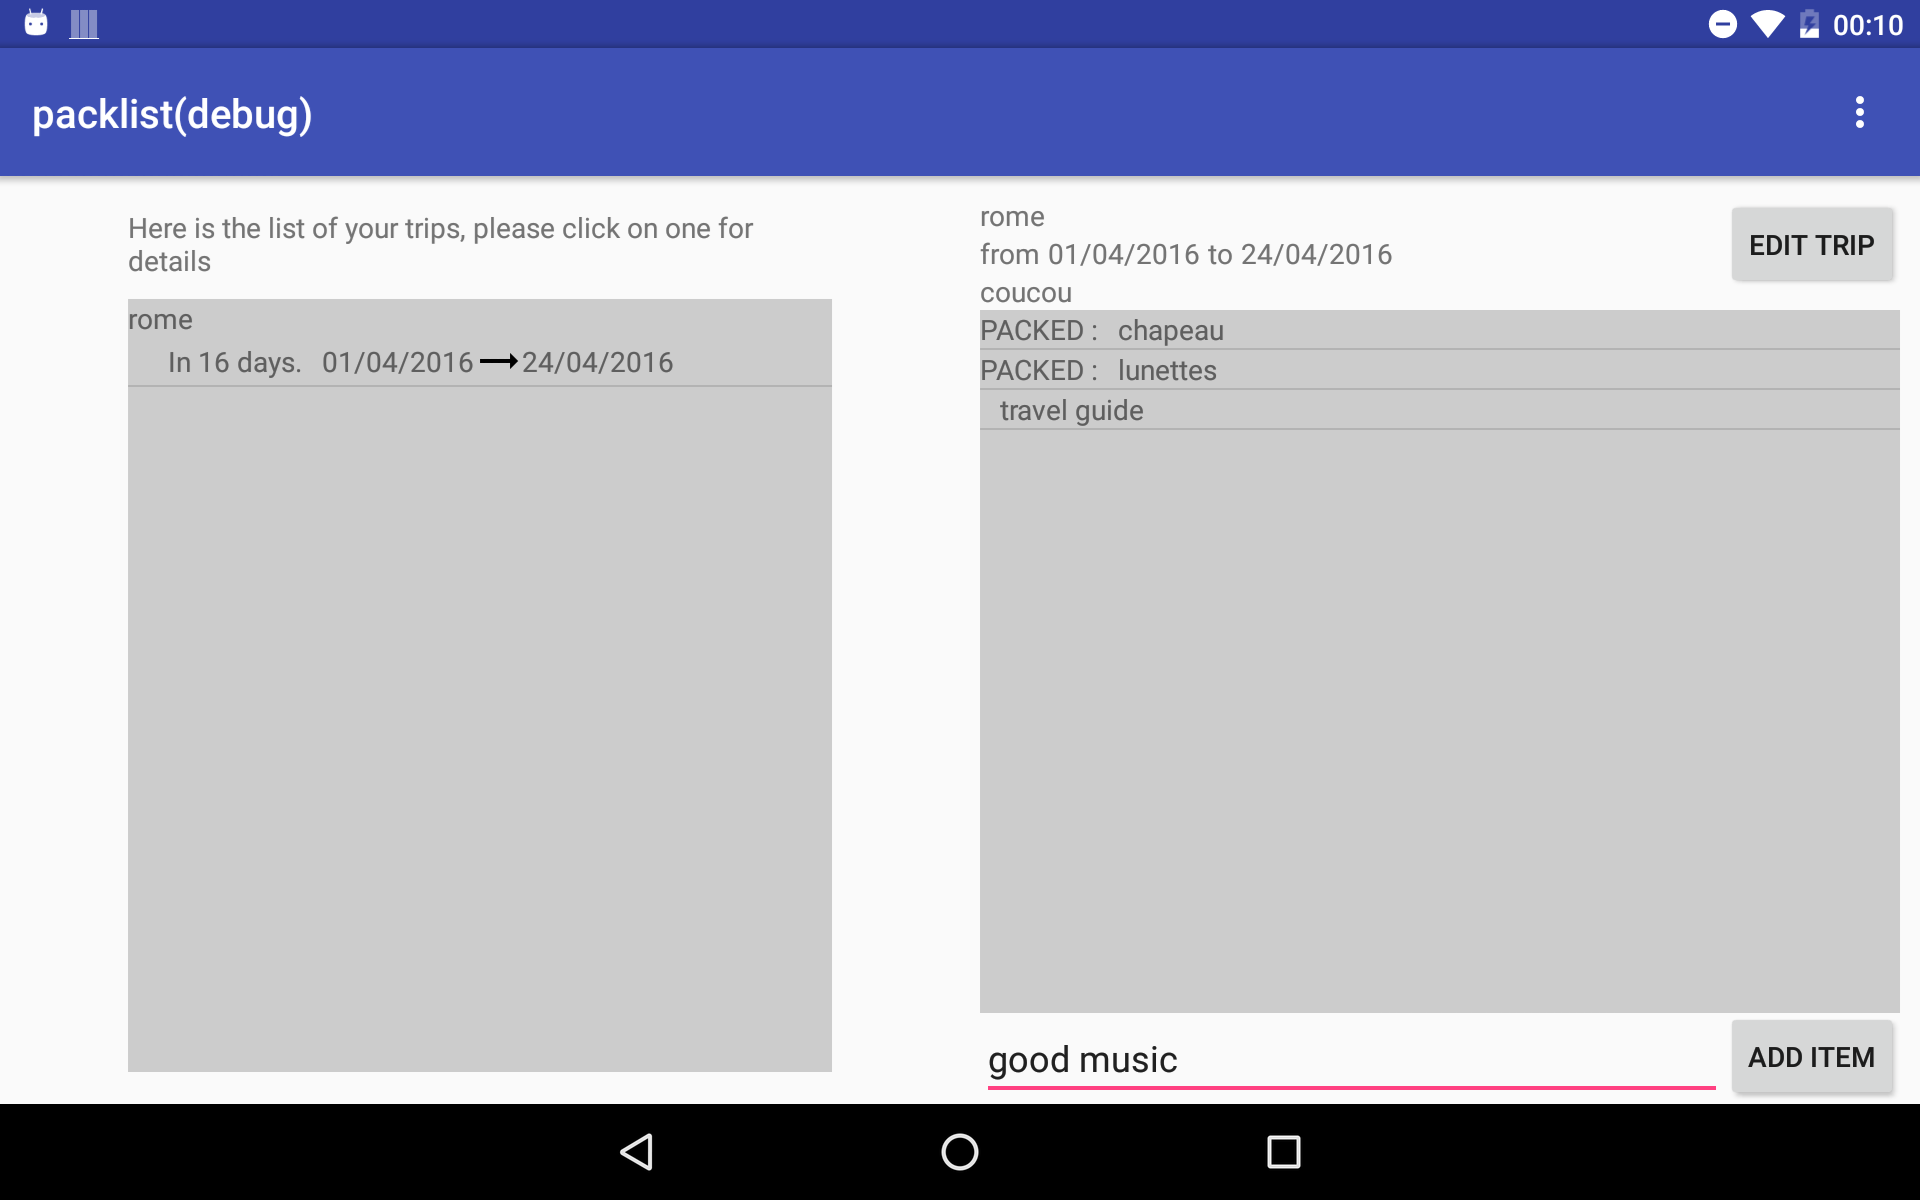 00:10
packlist(debug)
Here is the list of your trips, please click on one for
details
rome
In 16 days. 01/04/2016 24/04/2016
rome
from 01/04/2016 to 24/04/2016
coucou
EDIT TRIP
PACKED : chapeau
PACKED : lunettes
travel guide
good music
ADD ITEM